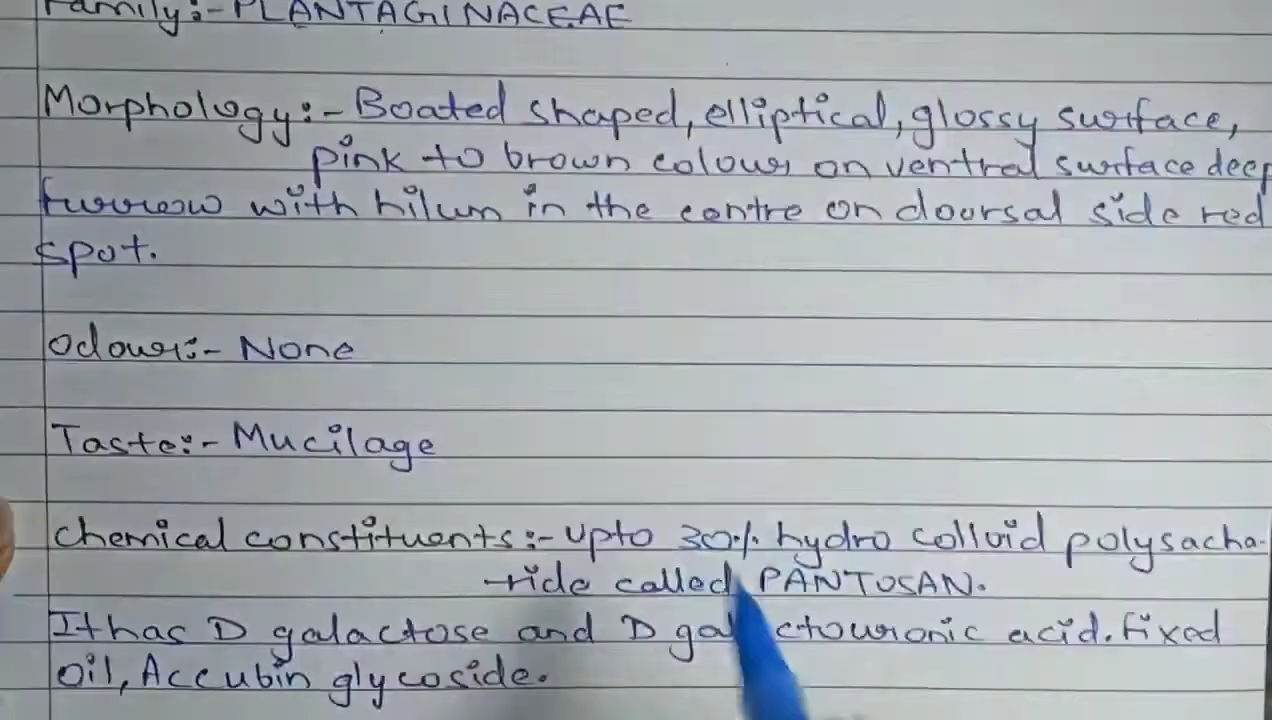 Family:- PLANTAGINACEAE
Morphology:- Boated shaped, elliptical, glossy surface,
pink to brown colour on ventral surface deep
furrow with hilum in the centre on doorsal side red
spot.
Odour:- None
Taste:- Mucilage
Chemical constituents:- upto 30% hydro colloid polysacha-
-ride called PANTOSAN.
It has D galactose and D galactouronic acid. Fixed
oil, Accubin glycoside.